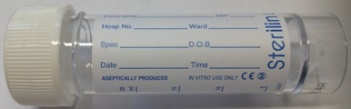 Hosp No. Ward
Spec D.O.B.
Date Time
ASEPTICALLY PRODUCED IN VITRO USE ONLY CE
Sterilin